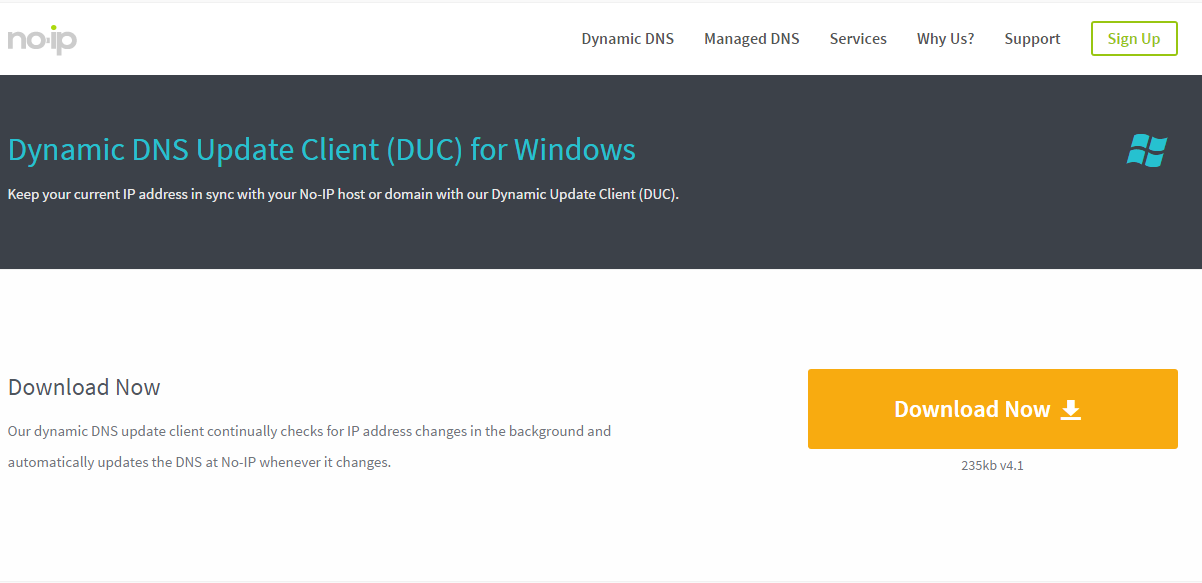 no-ip
Dynamic DNS
Managed DNS
Services
Why Us?
Support
Sign Up
Dynamic DNS Update Client (DUC) for Windows
Keep your current IP address in sync with your No-IP host or domain with our Dynamic Update Client (DUC).
Download Now
Our dynamic DNS update client continually checks for IP address changes in the background and
automatically updates the DNS at No-IP whenever it changes.
Download Now
235kb v4.1